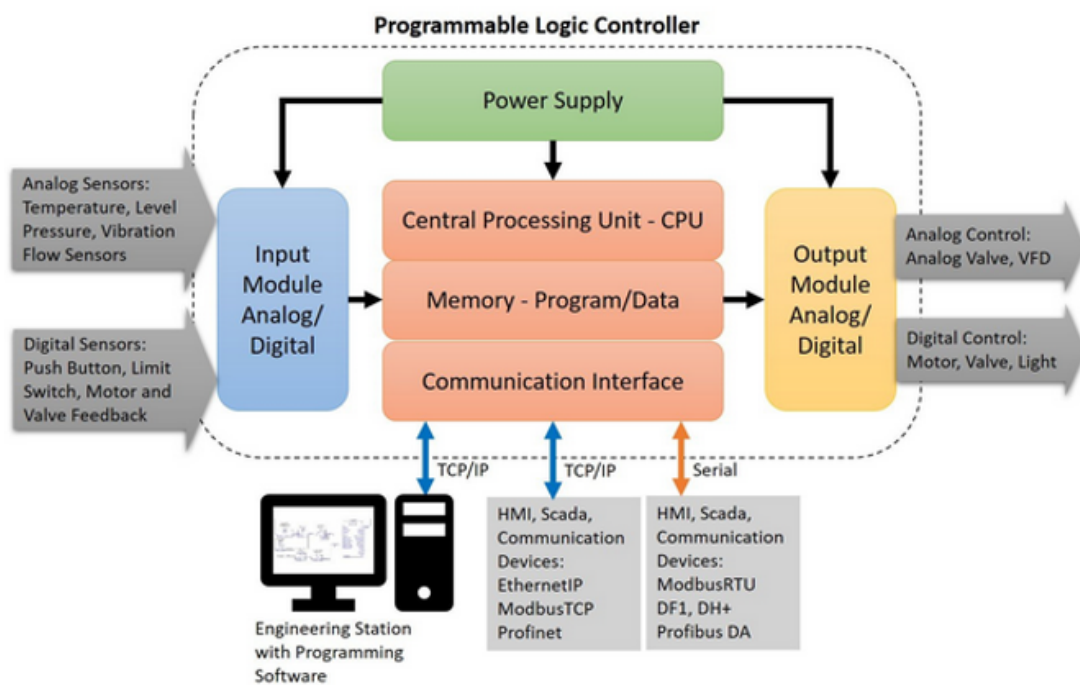 Programmable Logic Controller
Power Supply
Analog Sensors:
Temperature, Level
Pressure, Vibration
Flow Sensors
Digital Sensors:
Push Button, Limit
Switch, Motor and
Valve Feedback
Input
Module
Analog/
Digital
Central Processing Unit - CPU
Memory - Program/Data
Communication Interface
Output
Module
Analog/
Digital
Analog Control:
Analog Valve, VFD
Digital Control:
Motor, Valve, Light
TCP/IP
TCP/IP
Serial
Engineering Station
with Programming
Software
HMI, Scada,
Communication
Devices:
EthernetIP
ModbusTCP
Profinet
HMI, Scada,
Communication
Devices:
ModbusRTU
DF1, DH+
Profibus DA